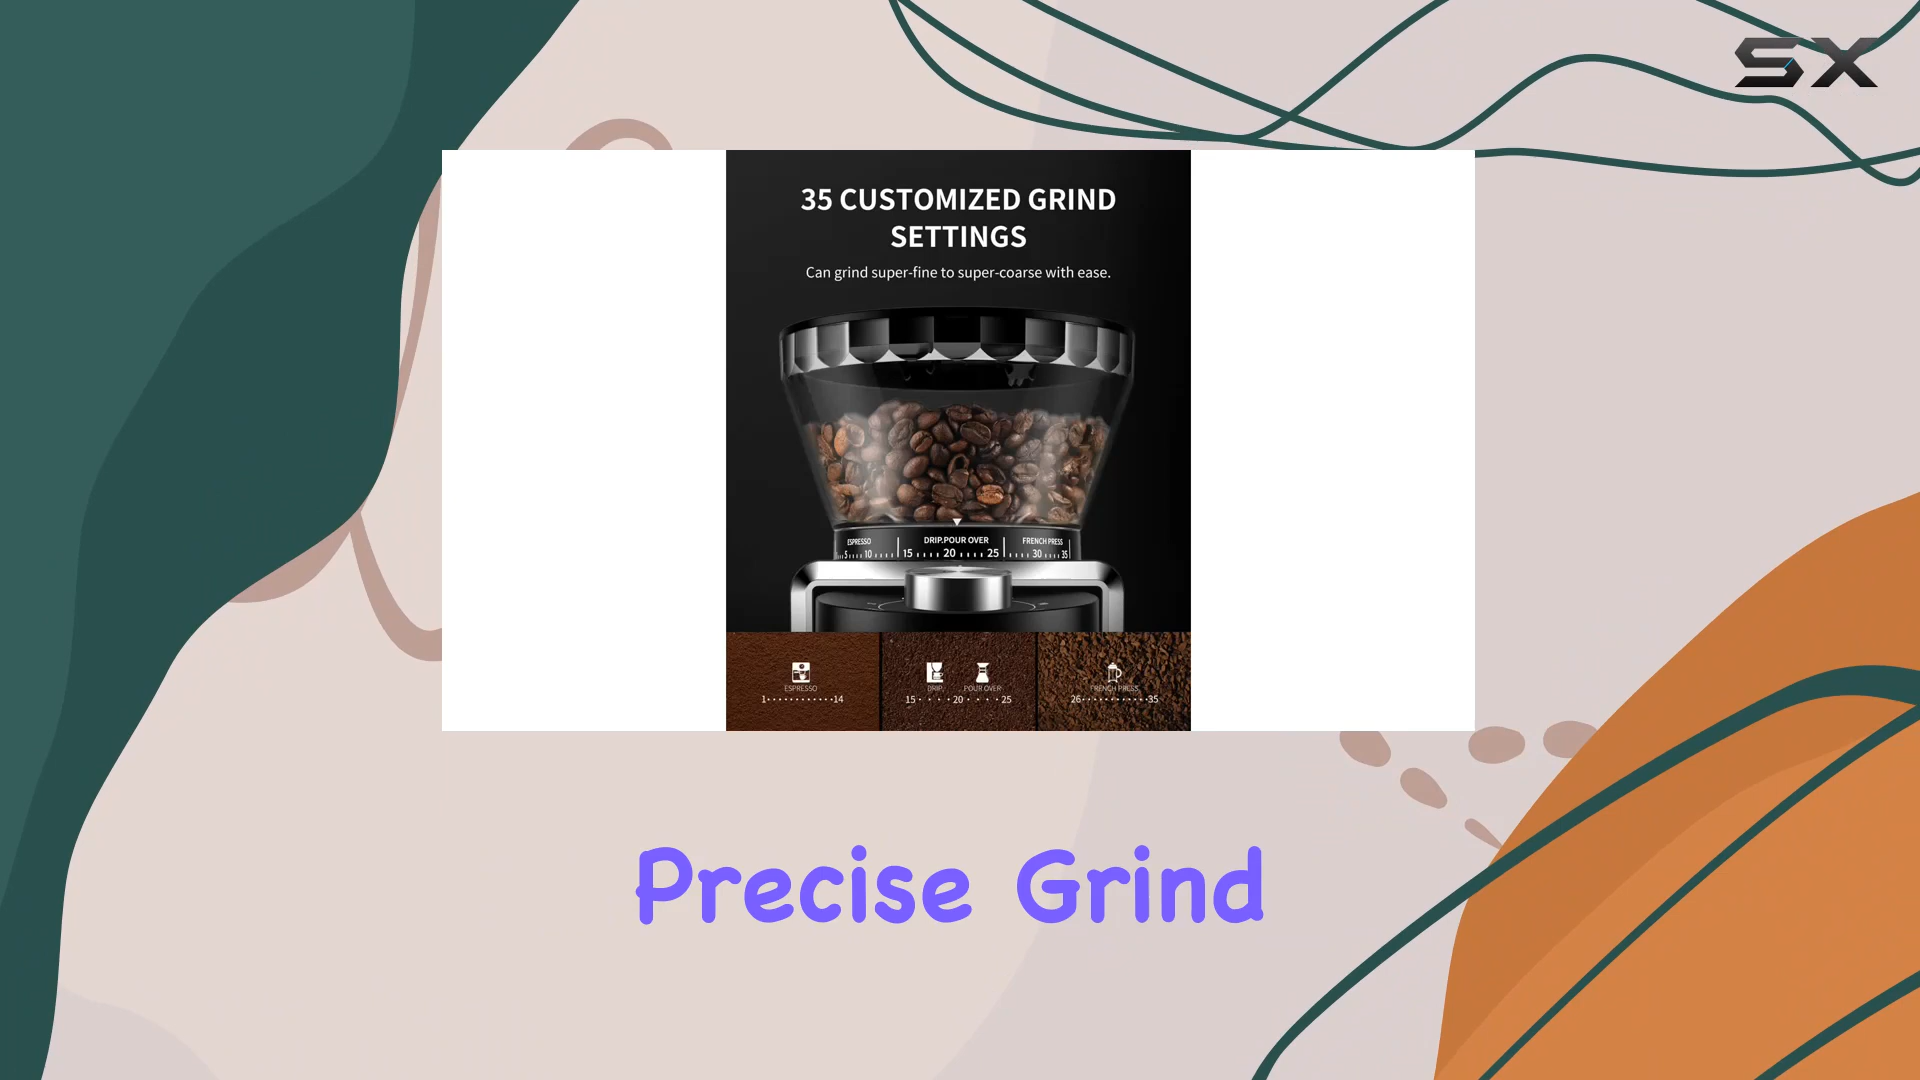 SX
35 CUSTOMIZED GRIND
SETTINGS
Can grind super-fine to super-coarse with ease.
ESPRESSO DRIP.POUR OVER FRENCH PRESS
5 10 15 20 25 30 35
ESPRESSO DRIP POUR OVER FRENCH PRESS
1 14 15 20 25 26 35
Precise Grind